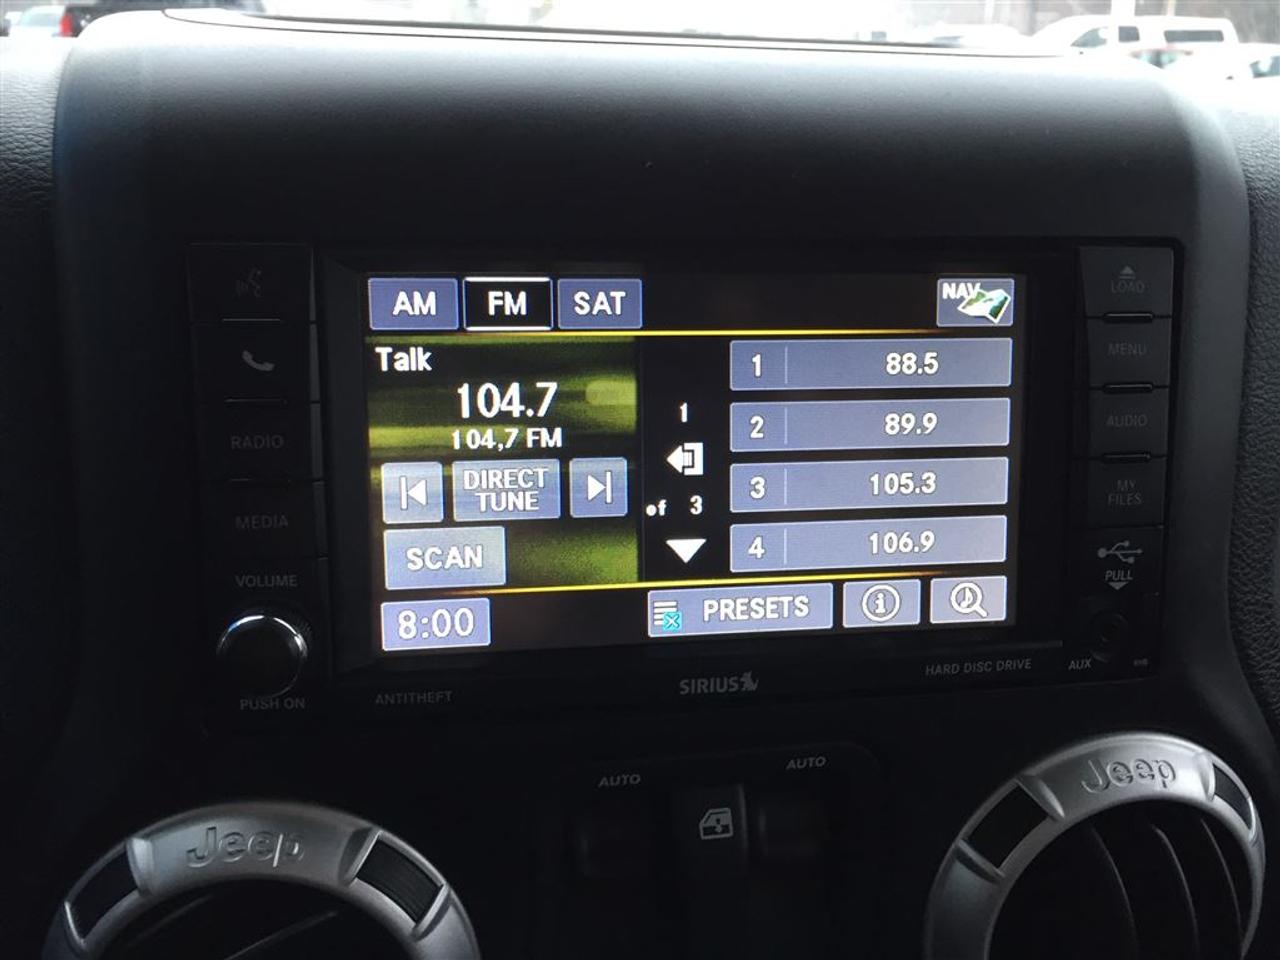 AM FM SAT NAV
Talk
104.7
104,7 FM
DIRECT
TUNE
SCAN
8:00
1
of 3
1 88.5
2 89.9
3 105.3
4 106.9
PRESETS
RADIO
MEDIA
VOLUME
PUSH ON
LOAD
MENU
AUDIO
MY
FILES
PULL
AUX
ANTITHEFT
SIRIUS
HARD DISC DRIVE
AUTO
AUTO
Jeep
Jeep